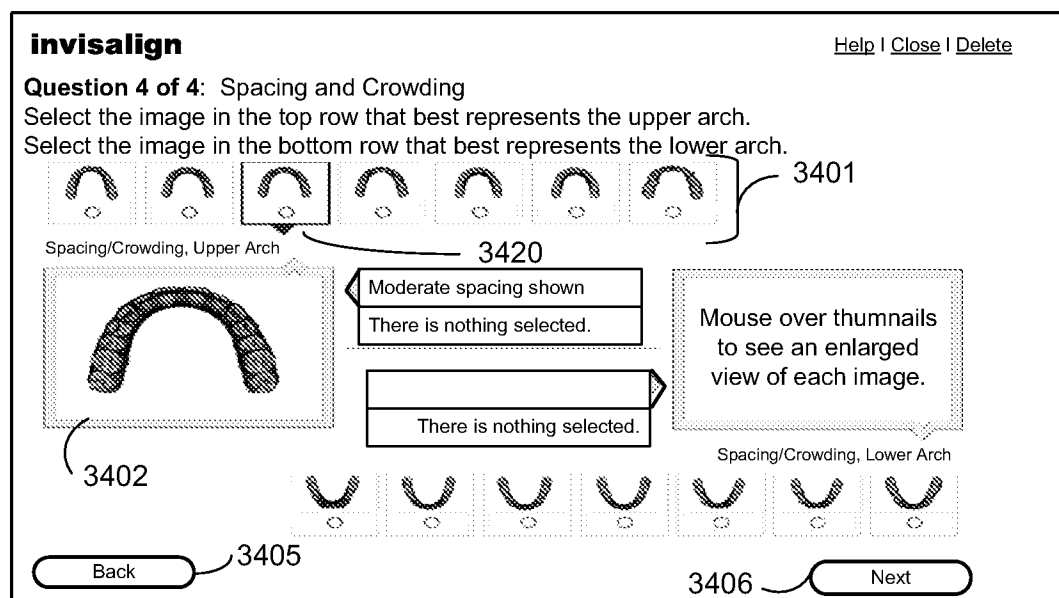 invisalign
Help | Close | Delete
Question 4 of 4: Spacing and Crowding
Select the image in the top row that best represents the upper arch.
Select the image in the bottom row that best represents the lower arch.
3401
3420
Spacing/Crowding, Upper Arch
Moderate spacing shown
There is nothing selected.
Mouse over thumnails
to see an enlarged
view of each image.
There is nothing selected.
Spacing/Crowding, Lower Arch
3402
3405
Back
3406
Next